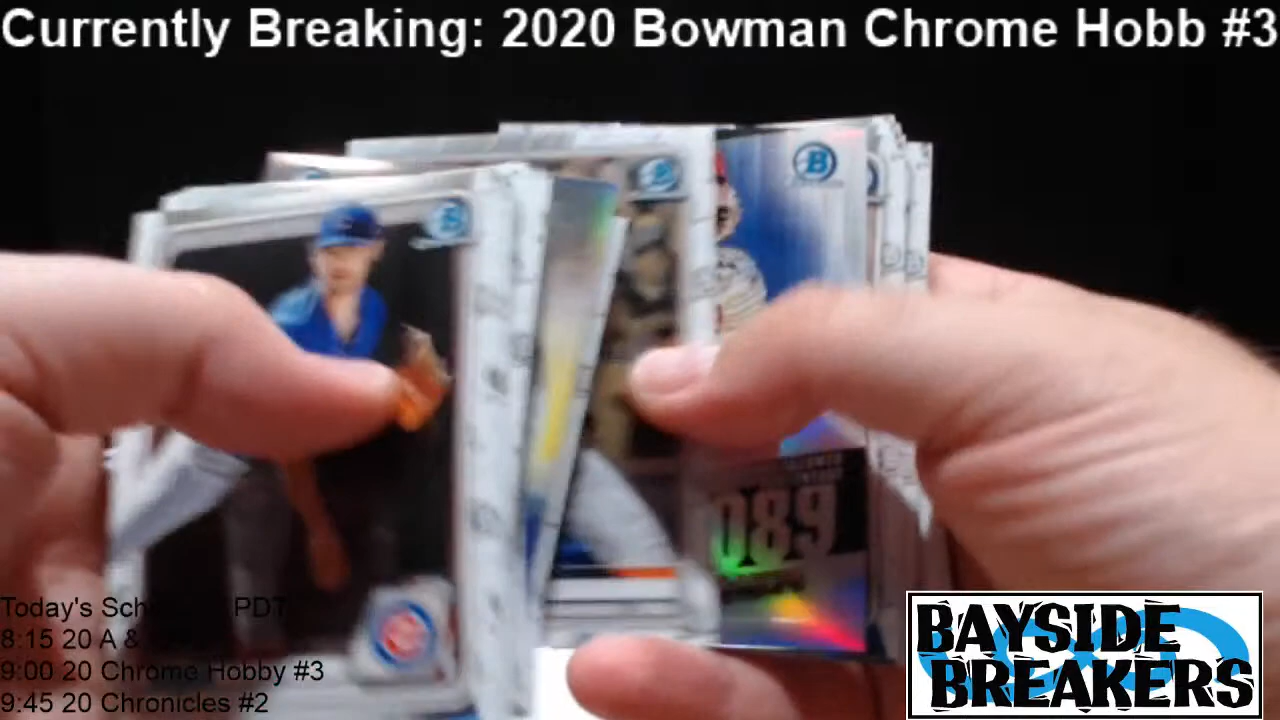 Currently Breaking: 2020 Bowman Chrome Hobb #3
B
B
B
089
Today's Sch PDT
8:15 20 A &
9:00 20 Chrome Hobby #3
9:45 20 Chronicles #2
BAYSIDE
BREAKERS